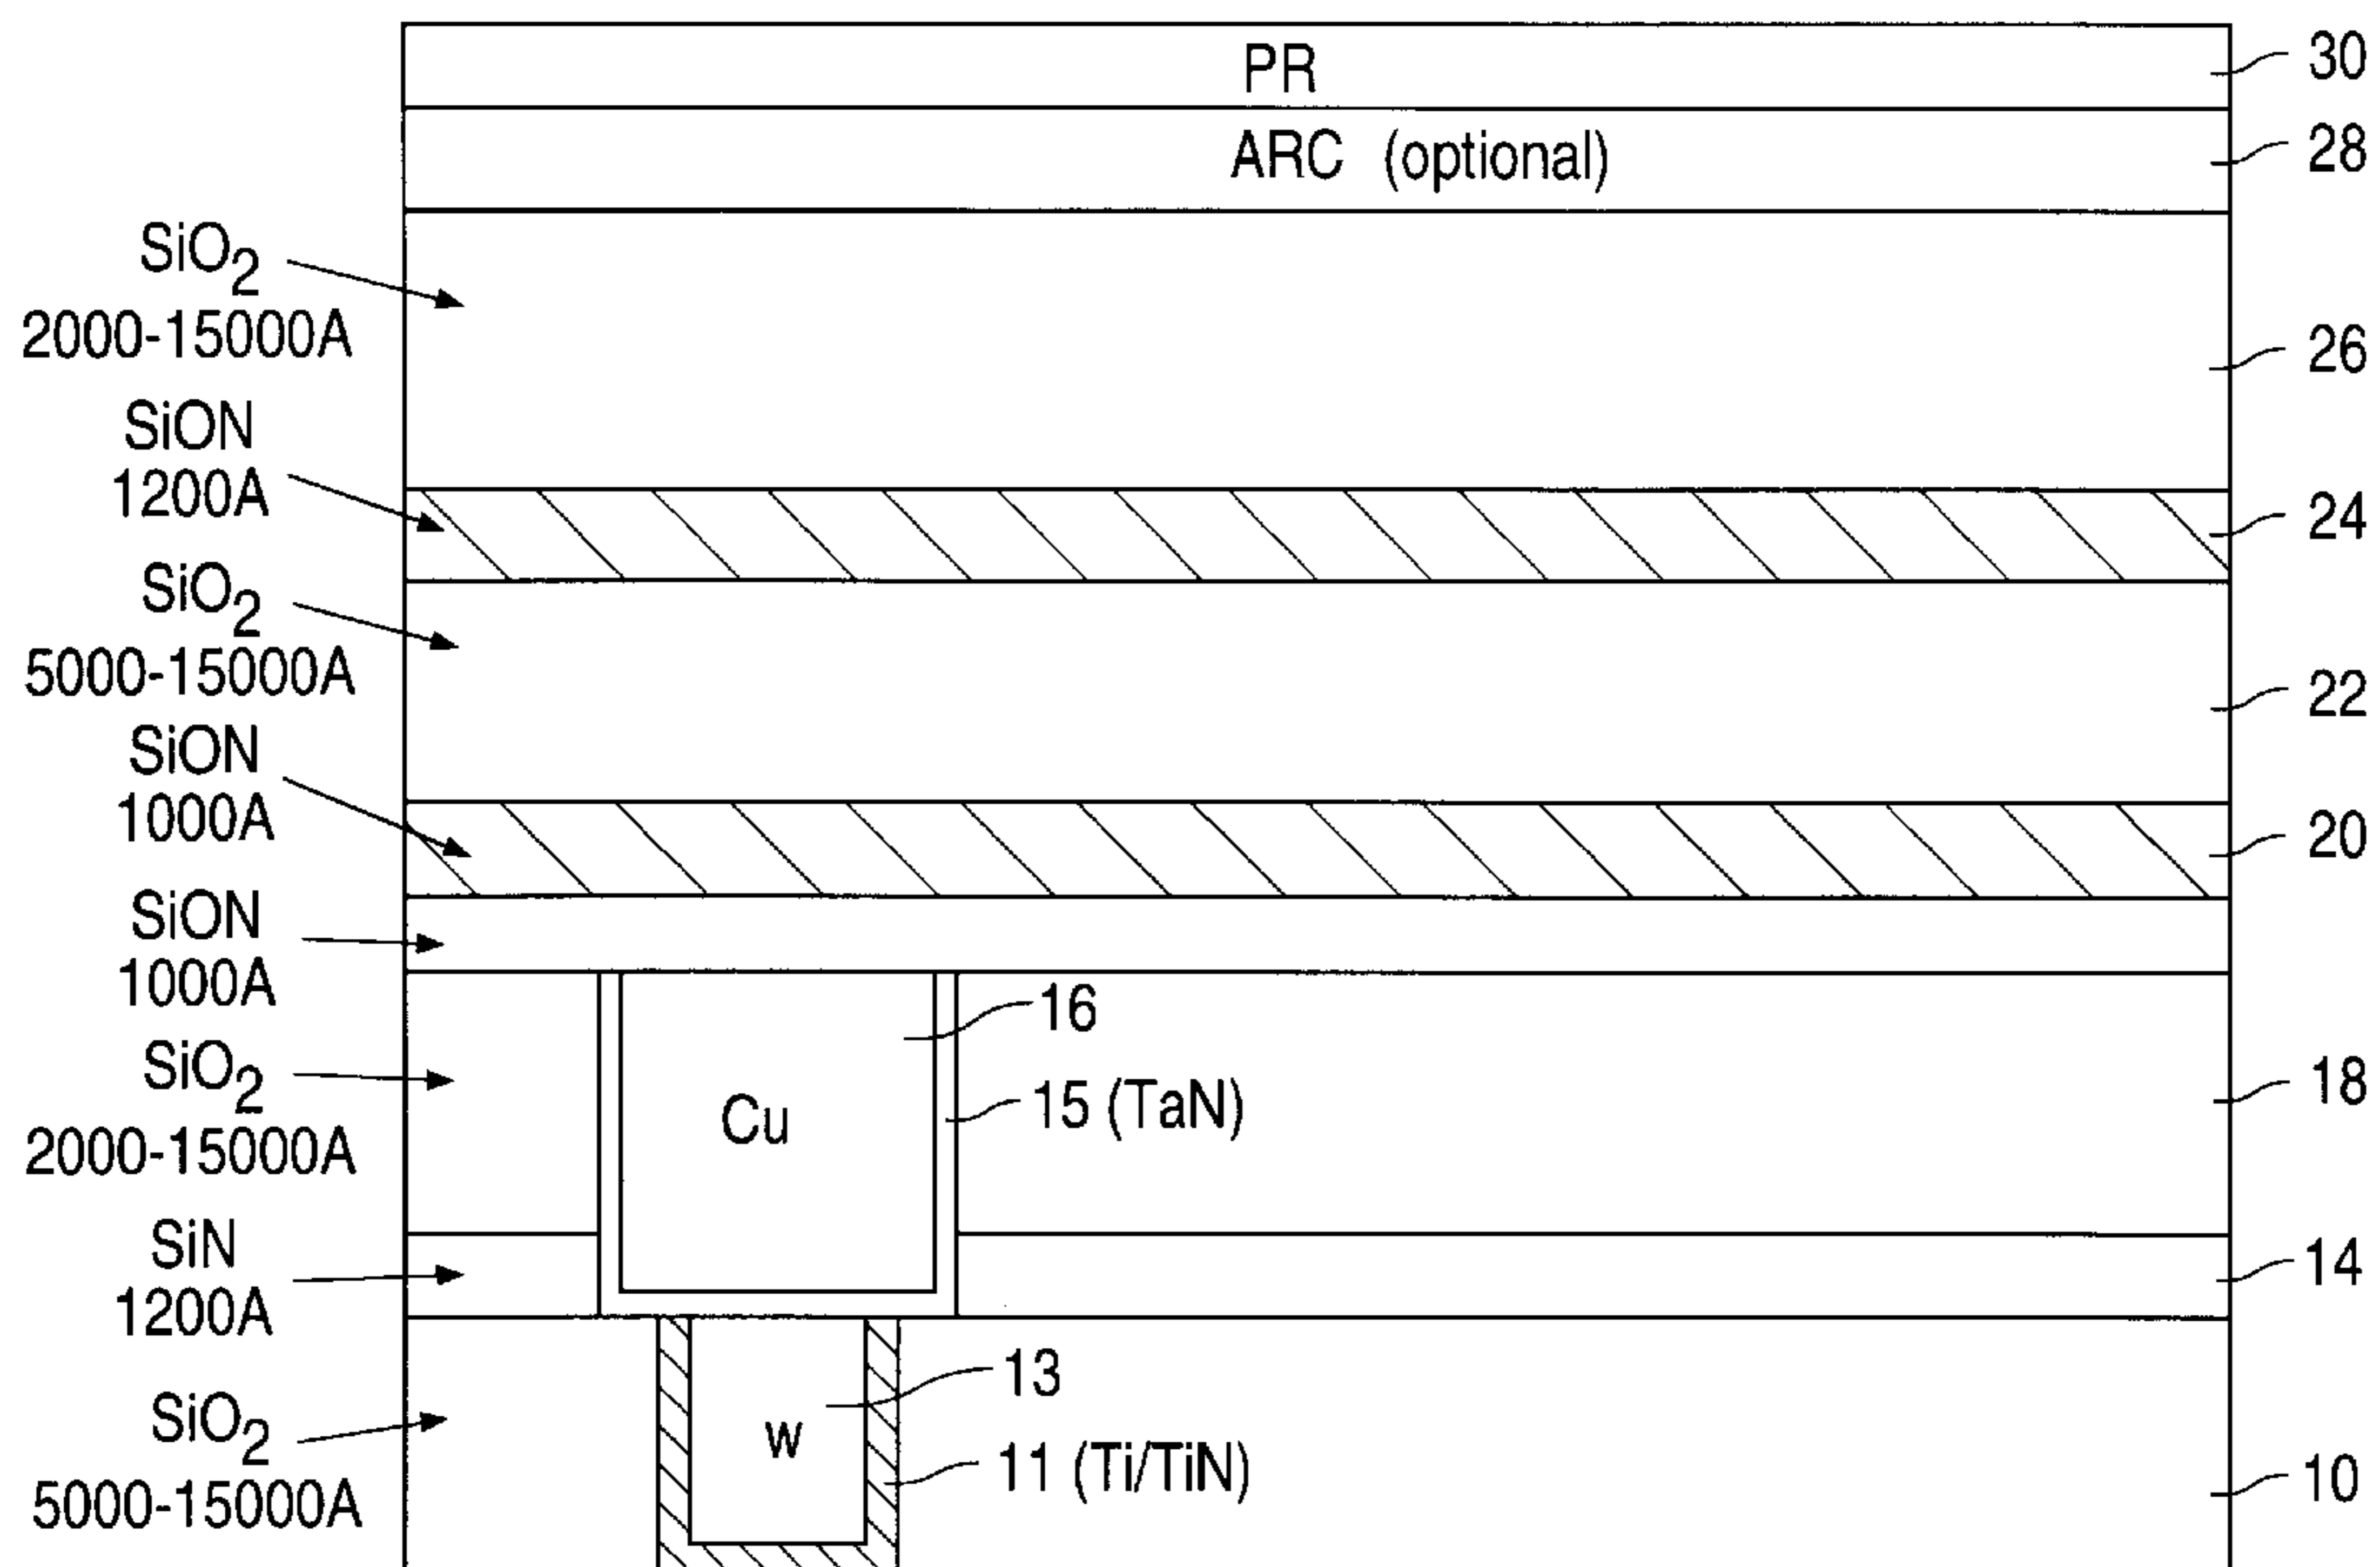 PR
30
ARC (optional)
28
SiO2
2000-15000A
26
SiON
1200A
24
SiO2
5000-15000A
22
SiON
1000A
20
SiON
1000A
16
SiO2
2000-15000A
Cu
15 (TaN)
18
SiN
1200A
14
13
SiO2
5000-15000A
W
11 (Ti/TiN)
10